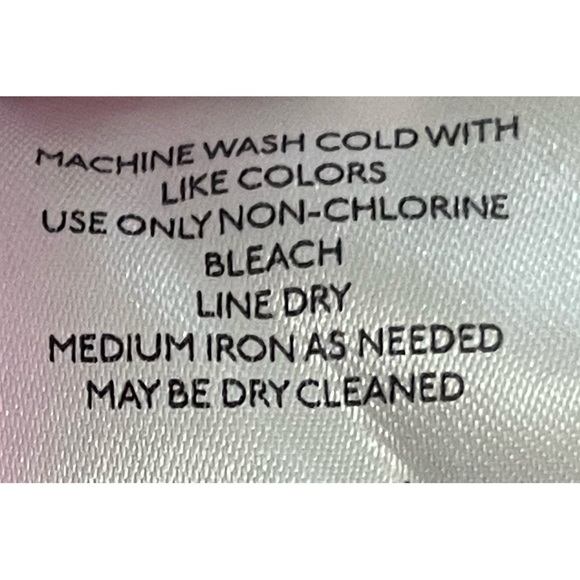 MACHINE WASH COLD WITH
LIKE COLORS
USE ONLY NON-CHLORINE
BLEACH
LINE DRY
MEDIUM IRON AS NEEDED
MAY BE DRY CLEANED